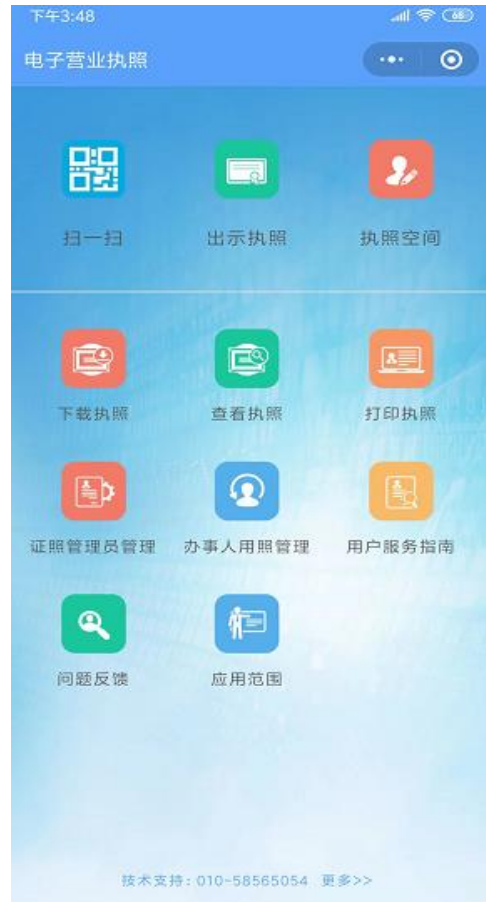 下午3:48
68
电子营业执照
扫一扫 出示执照 执照空间
下载执照 查看执照 打印执照
证照管理员管理 办事人用照管理 用户服务指南
问题反馈 应用范围
技术支持: 010-58565054 更多>>